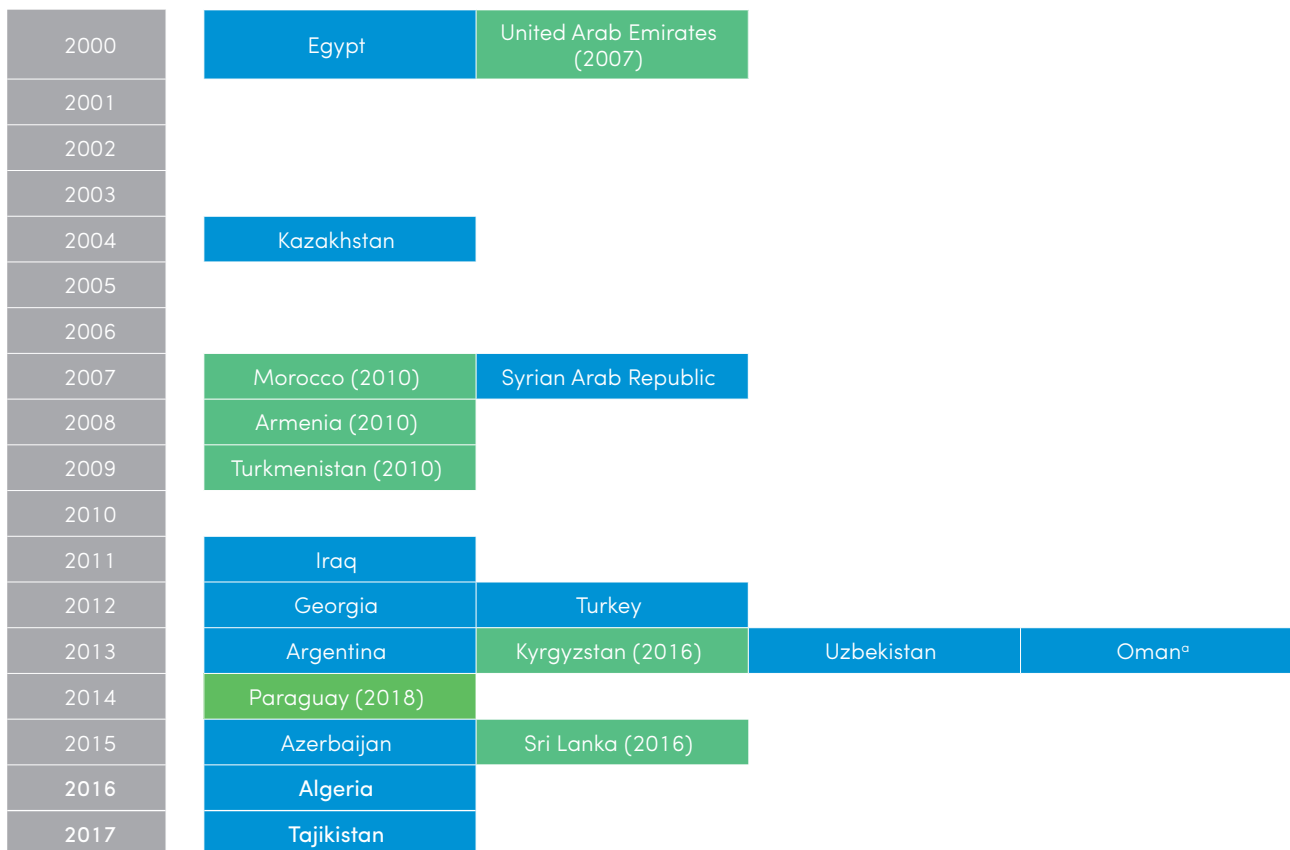 2000 Egypt United Arab Emirates
(2007)
2001
2002
2003
2004 Kazakhstan
2005
2006
2007 Morocco (2010) Syrian Arab Republic
2008 Armenia (2010)
2009 Turkmenistan (2010)
2010
2011 Iraq
2012 Georgia Turkey
2013 Argentina Kyrgyzstan (2016) Uzbekistan Omanᵃ
2014 Paraguay (2018)
2015 Azerbaijan Sri Lanka (2016)
2016 Algeria
2017 Tajikistan